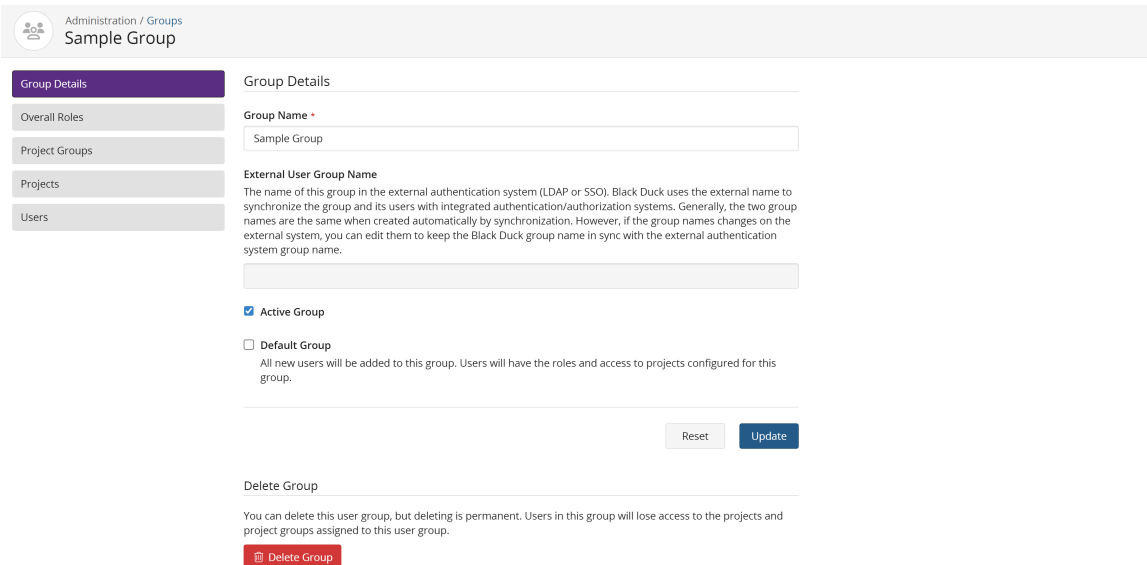 Administration / Groups
Sample Group
Group Details
Overall Roles
Project Groups
Projects
Users
Group Details
Group Name *
Sample Group
External User Group Name
The name of this group in the external authentication system (LDAP or SSO). Black Duck uses the external name to
synchronize the group and its users with integrated authentication/authorization systems. Generally, the two group
names are the same when created automatically by synchronization. However, if the group names changes on the
external system, you can edit them to keep the Black Duck group name in sync with the external authentication
system group name.
Active Group
Default Group
All new users will be added to this group. Users will have the roles and access to projects configured for this
group.
Reset
Update
Delete Group
You can delete this user group, but deleting is permanent. Users in this group will lose access to the projects and
project groups assigned to this user group.
Delete Group